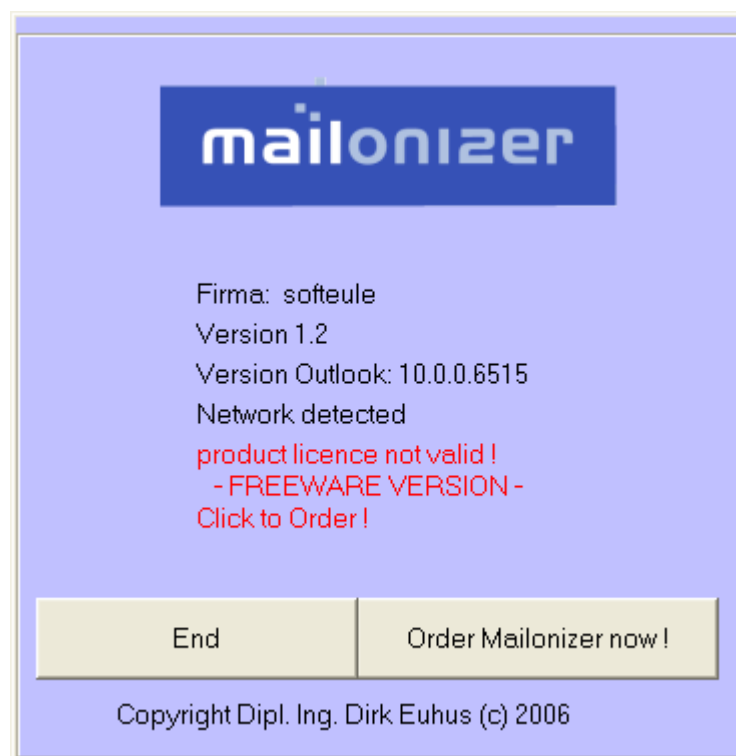 mailonizer
Firma: softeule
Version 1.2
Version Outlook: 10.0.0.6515
Network detected
product licence not valid !
- FREEWARE VERSION -
Click to Order !
End
Order Mailonizer now !
Copyright Dipl. Ing. Dirk Euhus (c) 2006